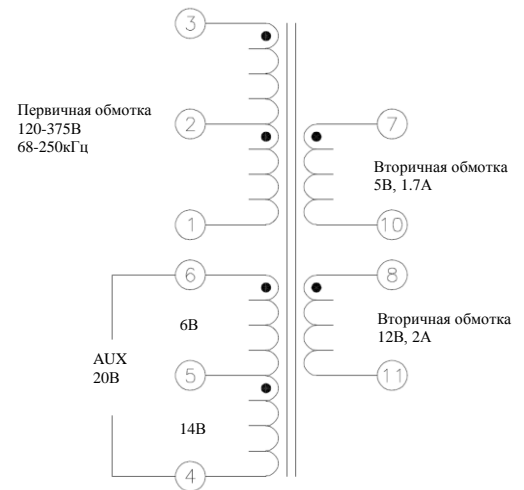 3
Первичная обмотка
120-375В
68-250кГц
2
7
Вторичная обмотка
5В, 1.7А
1
10
6
8
6В
Вторичная обмотка
12В, 2А
AUX
20В
5
11
14В
4